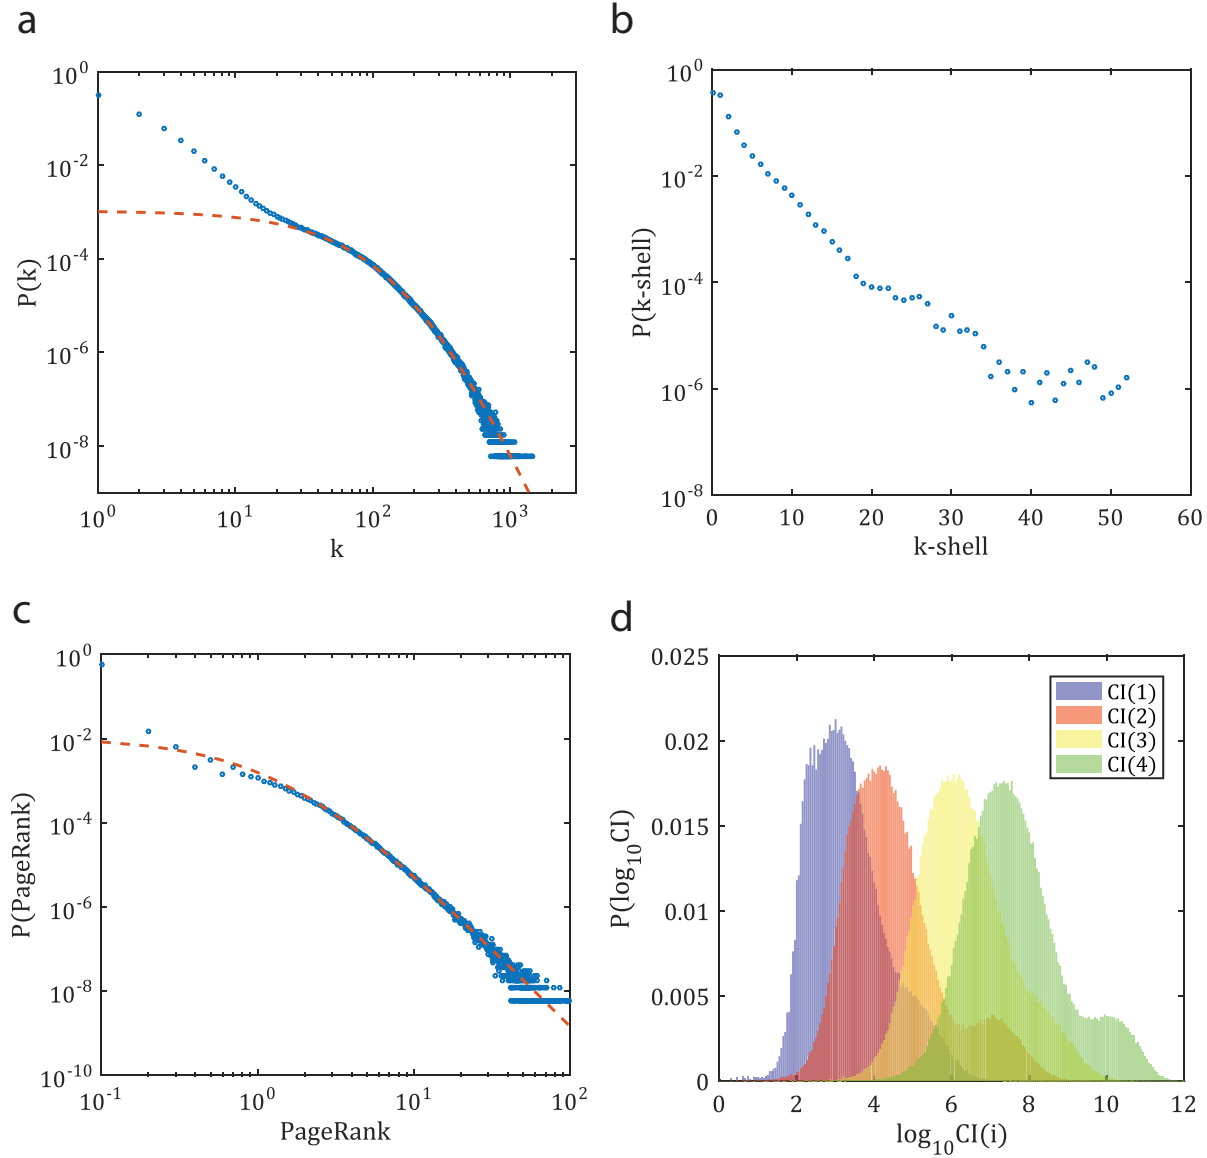 a
10^0
10^-2
10^-4
10^-6
10^-8
P(k)
10^0 10^1 10^2 10^3
k
b
10^0
10^-2
10^-4
10^-6
10^-8
P(k-shell)
0 10 20 30 40 50 60
k-shell
c
10^0
10^-2
10^-4
10^-6
10^-8
10^-10
P(PageRank)
10^-1 10^0 10^1 10^2
PageRank
d
0.025
0.02
0.015
0.01
0.005
0
P(log_10CI)
CI(1)
CI(2)
CI(3)
CI(4)
2 4 6 8 10 12
0
log_10CI(i)